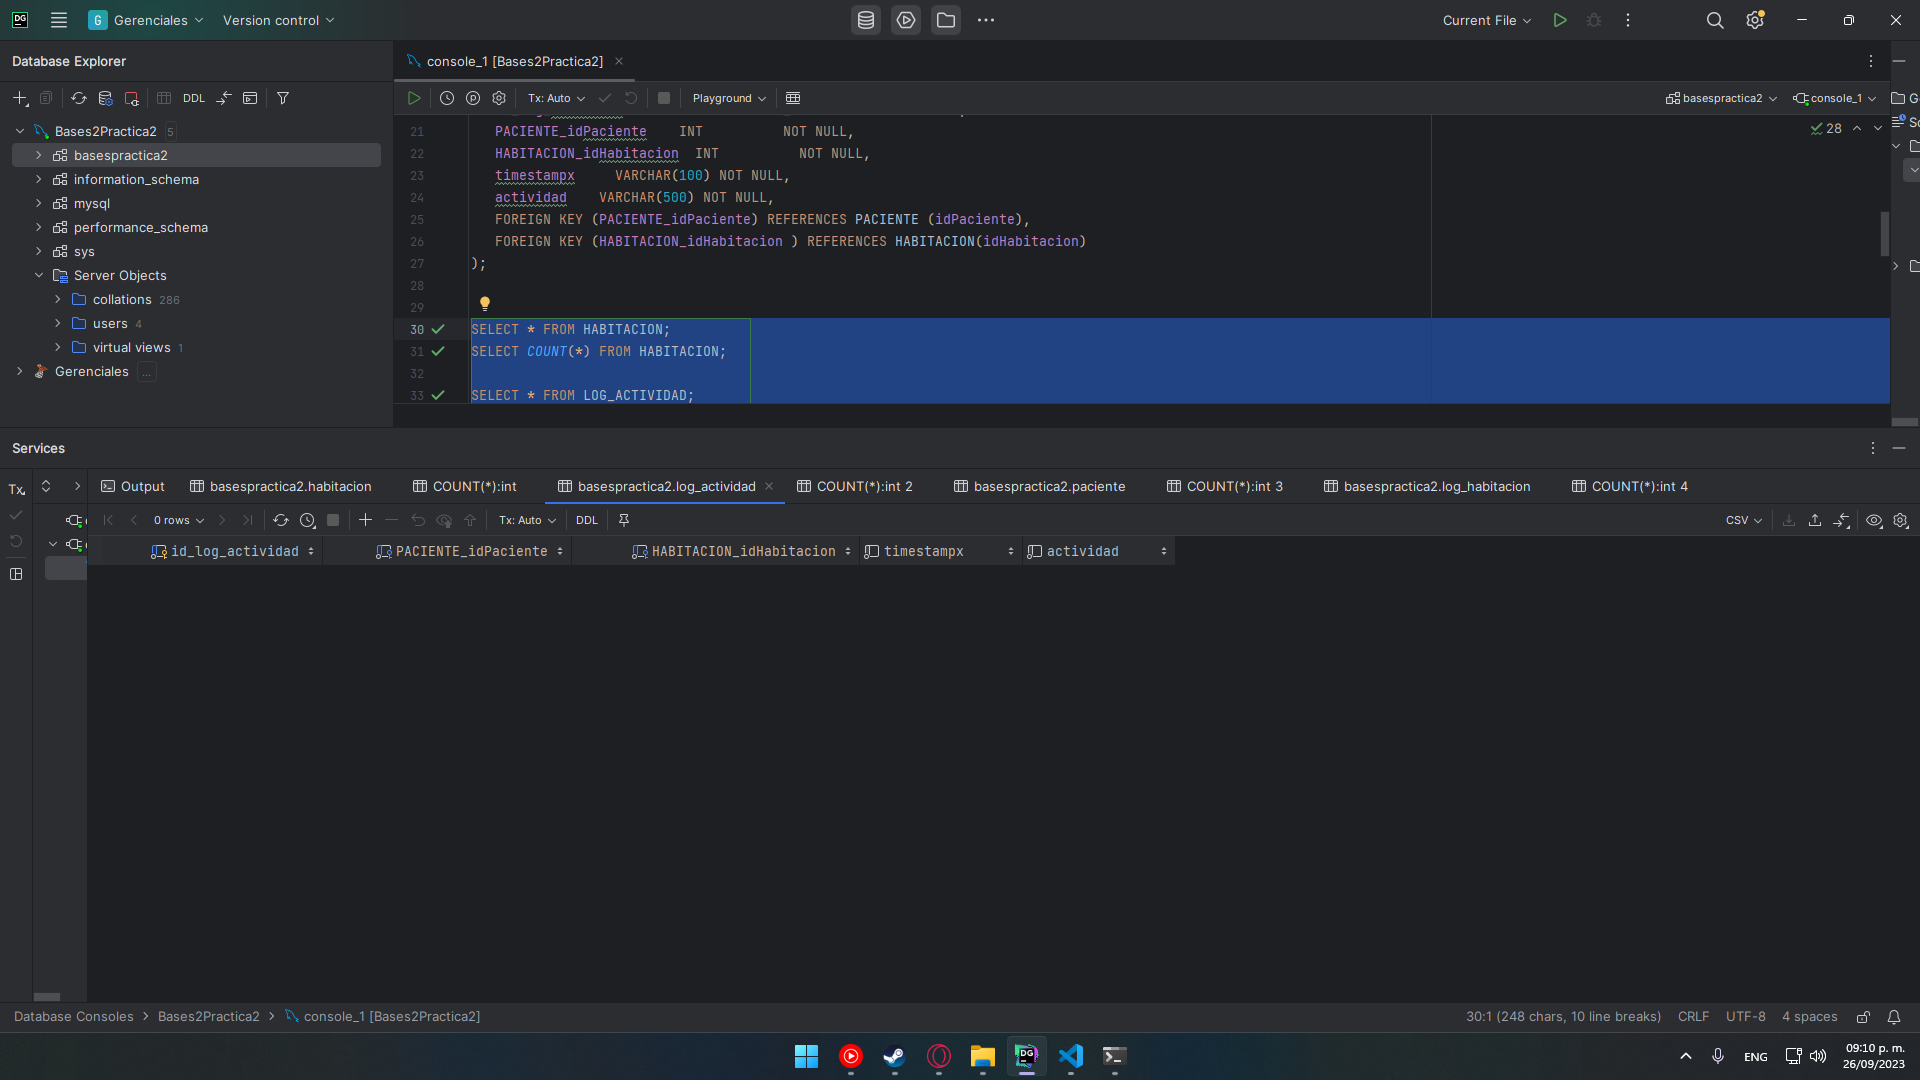 DG
G Gerenciales
Version control
Current File
Database Explorer
console_1 [Bases2Practica2]
DDL
Tx: Auto
Playground
basespractica2
console_1
Bases2Practica2 5
basespractica2
information_schema
mysql
performance_schema
sys
Server Objects
collations 286
users 4
virtual views 1
Gerenciales ...
28
21 PACIENTE_idPaciente    INT          NOT NULL,
22 HABITACION_idHabitacion  INT          NOT NULL,
23 timestampx     VARCHAR(100) NOT NULL,
24 actividad    VARCHAR(500) NOT NULL,
25 FOREIGN KEY (PACIENTE_idPaciente) REFERENCES PACIENTE (idPaciente),
26 FOREIGN KEY (HABITACION_idHabitacion ) REFERENCES HABITACION(idHabitacion)
27 );
28
29
30 SELECT * FROM HABITACION;
31 SELECT COUNT(*) FROM HABITACION;
32
33 SELECT * FROM LOG_ACTIVIDAD;
Services
Tx
Output
basespractica2.habitacion
COUNT(*):int
basespractica2.log_actividad
COUNT(*):int 2
basespractica2.paciente
COUNT(*):int 3
basespractica2.log_habitacion
COUNT(*):int 4
0 rows
Tx: Auto
DDL
CSV
id_log_actividad
PACIENTE_idPaciente
HABITACION_idHabitacion
timestampx
actividad
Database Consoles
Bases2Practica2
console_1 [Bases2Practica2]
30:1 (248 chars, 10 line breaks)
CRLF
UTF-8
4 spaces
DG
ENG
09:10 p. m.
26/09/2023